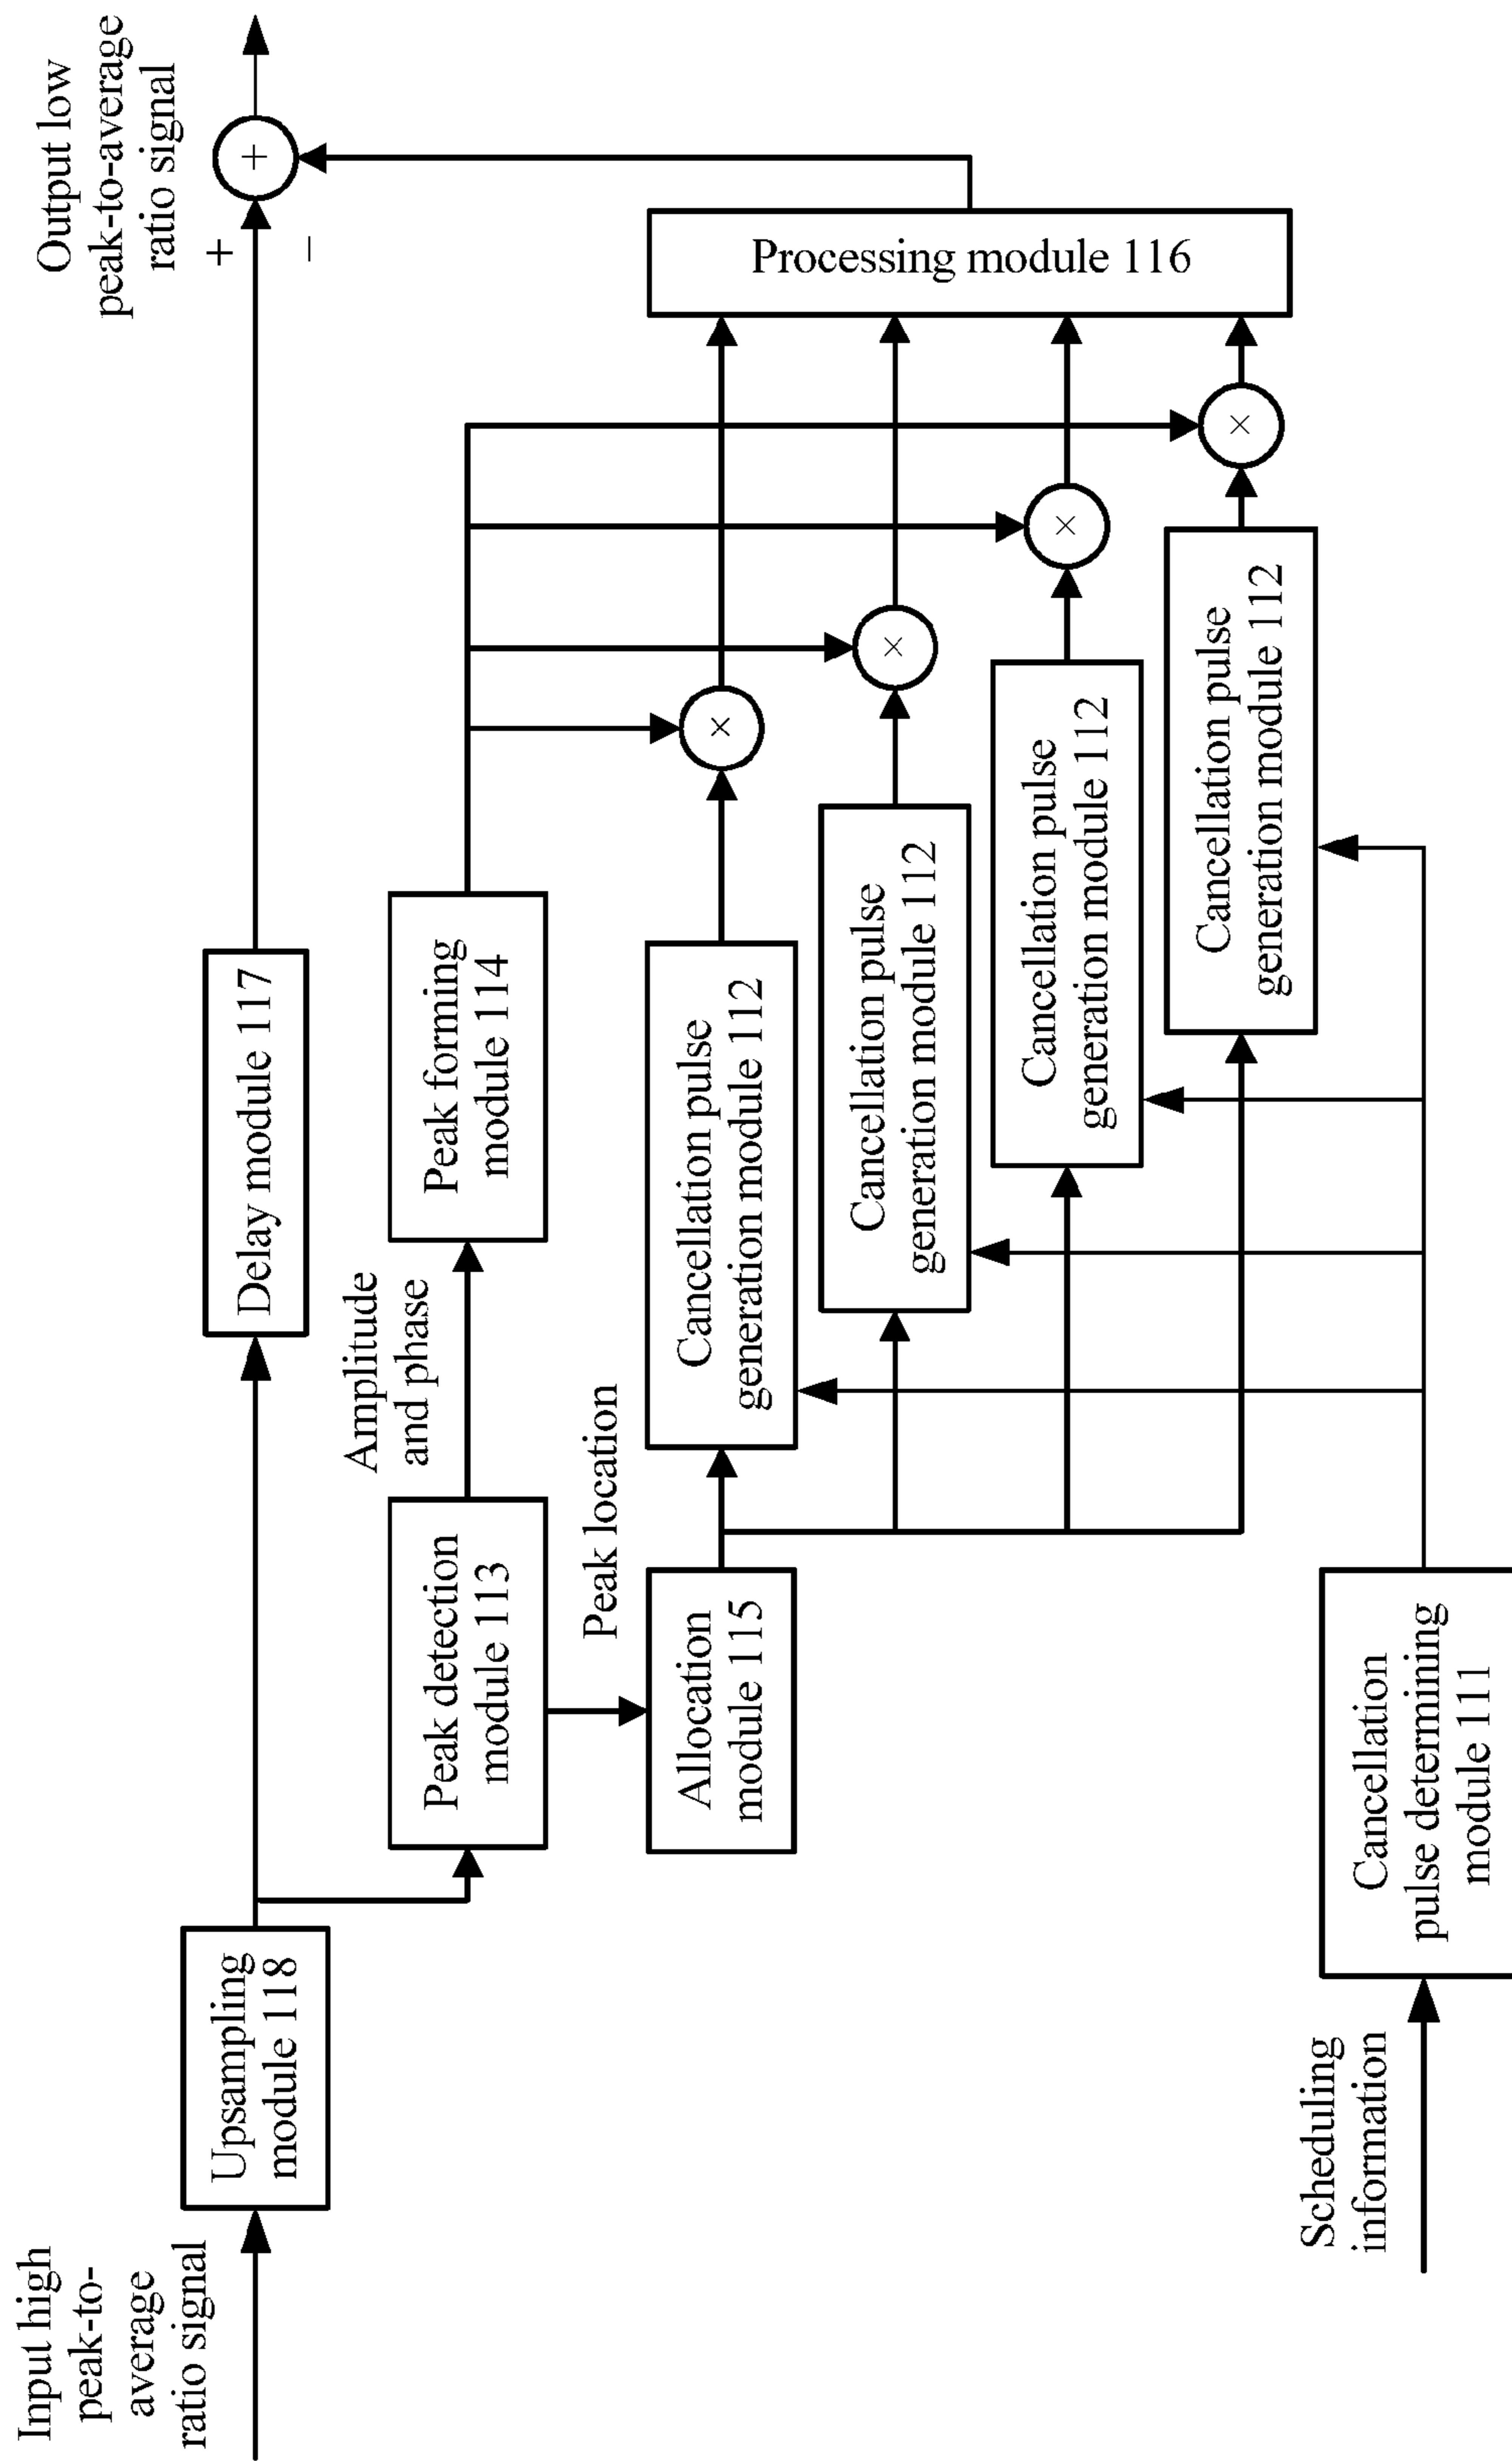 Input high
peak-to-
average
ratio signal
Upsampling
module 118
Delay module 117
+
−
+
Output low
peak-to-average
ratio signal
Peak detection
module 113
Amplitude
and phase
Peak forming
module 114
Peak location
Allocation
module 115
Cancellation pulse
generation module 112
×
Cancellation pulse
generation module 112
×
Cancellation pulse
generation module 112
×
Cancellation pulse
generation module 112
×
Processing module 116
Scheduling
information
Cancellation
pulse determining
module 111